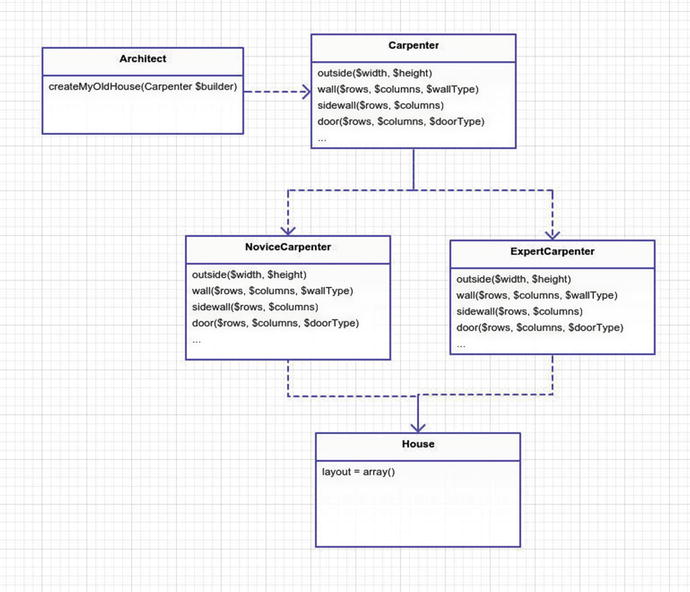 Architect
createMyOldHouse(Carpenter $builder)
Carpenter
outside($width, $height)
wall($rows, $columns, $wallType)
sidewall($rows, $columns)
door($rows, $columns, $doorType)
...
NoviceCarpenter
outside($width, $height)
wall($rows, $columns, $wallType)
sidewall($rows, $columns)
door($rows, $columns, $doorType)
...
ExpertCarpenter
outside($width, $height)
wall($rows, $columns, $wallType)
sidewall($rows, $columns)
door($rows, $columns, $doorType)
...
House
layout = array()